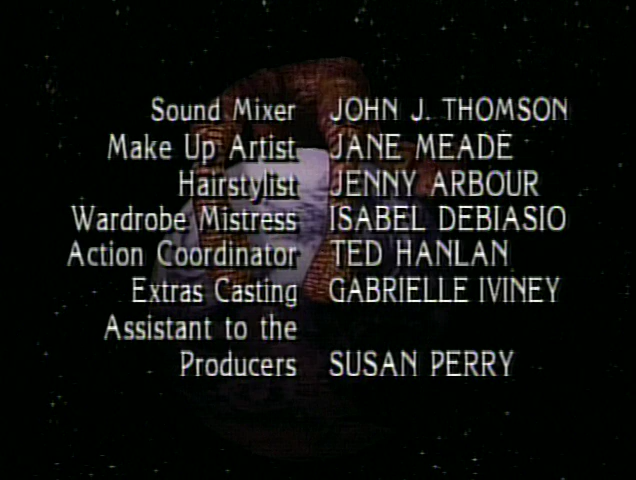 Sound Mixer JOHN J. THOMSON
Make Up Artist JANE MEADE
Hairstylist JENNY ARBOUR
Wardrobe Mistress ISABEL DEBIASIO
Action Coordinator TED HANLAN
Extras Casting GABRIELLE IVINEY
Assistant to the
Producers SUSAN PERRY